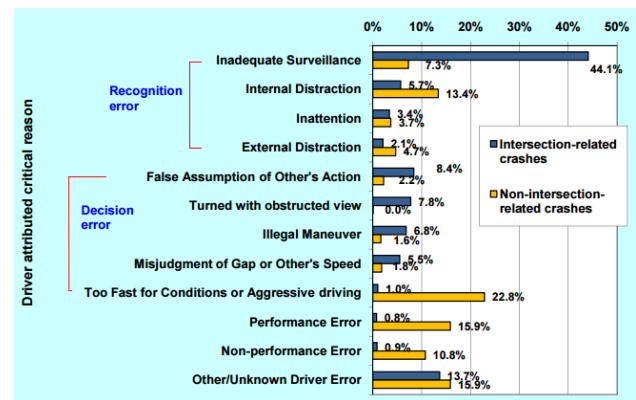 0% 10% 20% 30% 40% 50%
Driver attributed critical reason
Recognition
error
Decision
error
Inadequate Surveillance
44.1%
7.3%
Internal Distraction
5.7%
13.4%
Inattention
3.4%
3.7%
External Distraction
2.1%
4.7%
False Assumption of Other's Action
8.4%
2.2%
Turned with obstructed view
7.8%
0.0%
Illegal Maneuver
6.8%
1.6%
Misjudgment of Gap or Other's Speed
5.5%
1.8%
Too Fast for Conditions or Aggressive driving
1.0%
22.8%
Performance Error
0.8%
15.9%
Non-performance Error
0.9%
10.8%
Other/Unknown Driver Error
13.7%
15.9%
Intersection-related
crashes
Non-intersection-
related crashes